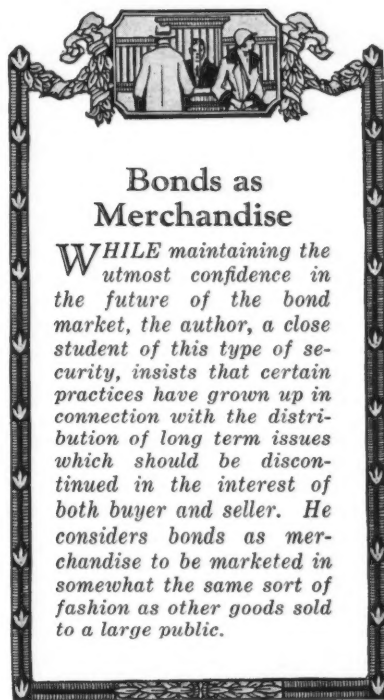 Bonds as
Merchandise
WHILE maintaining the
utmost confidence in
the future of the bond
market, the author, a close
student of this type of se-
curity, insists that certain
practices have grown up in
connection with the distri-
bution of long term issues
which should be discon-
tinued in the interest of
both buyer and seller. He
considers bonds as mer-
chandise to be marketed in
somewhat the same sort of
fashion as other goods sold
to a large public.